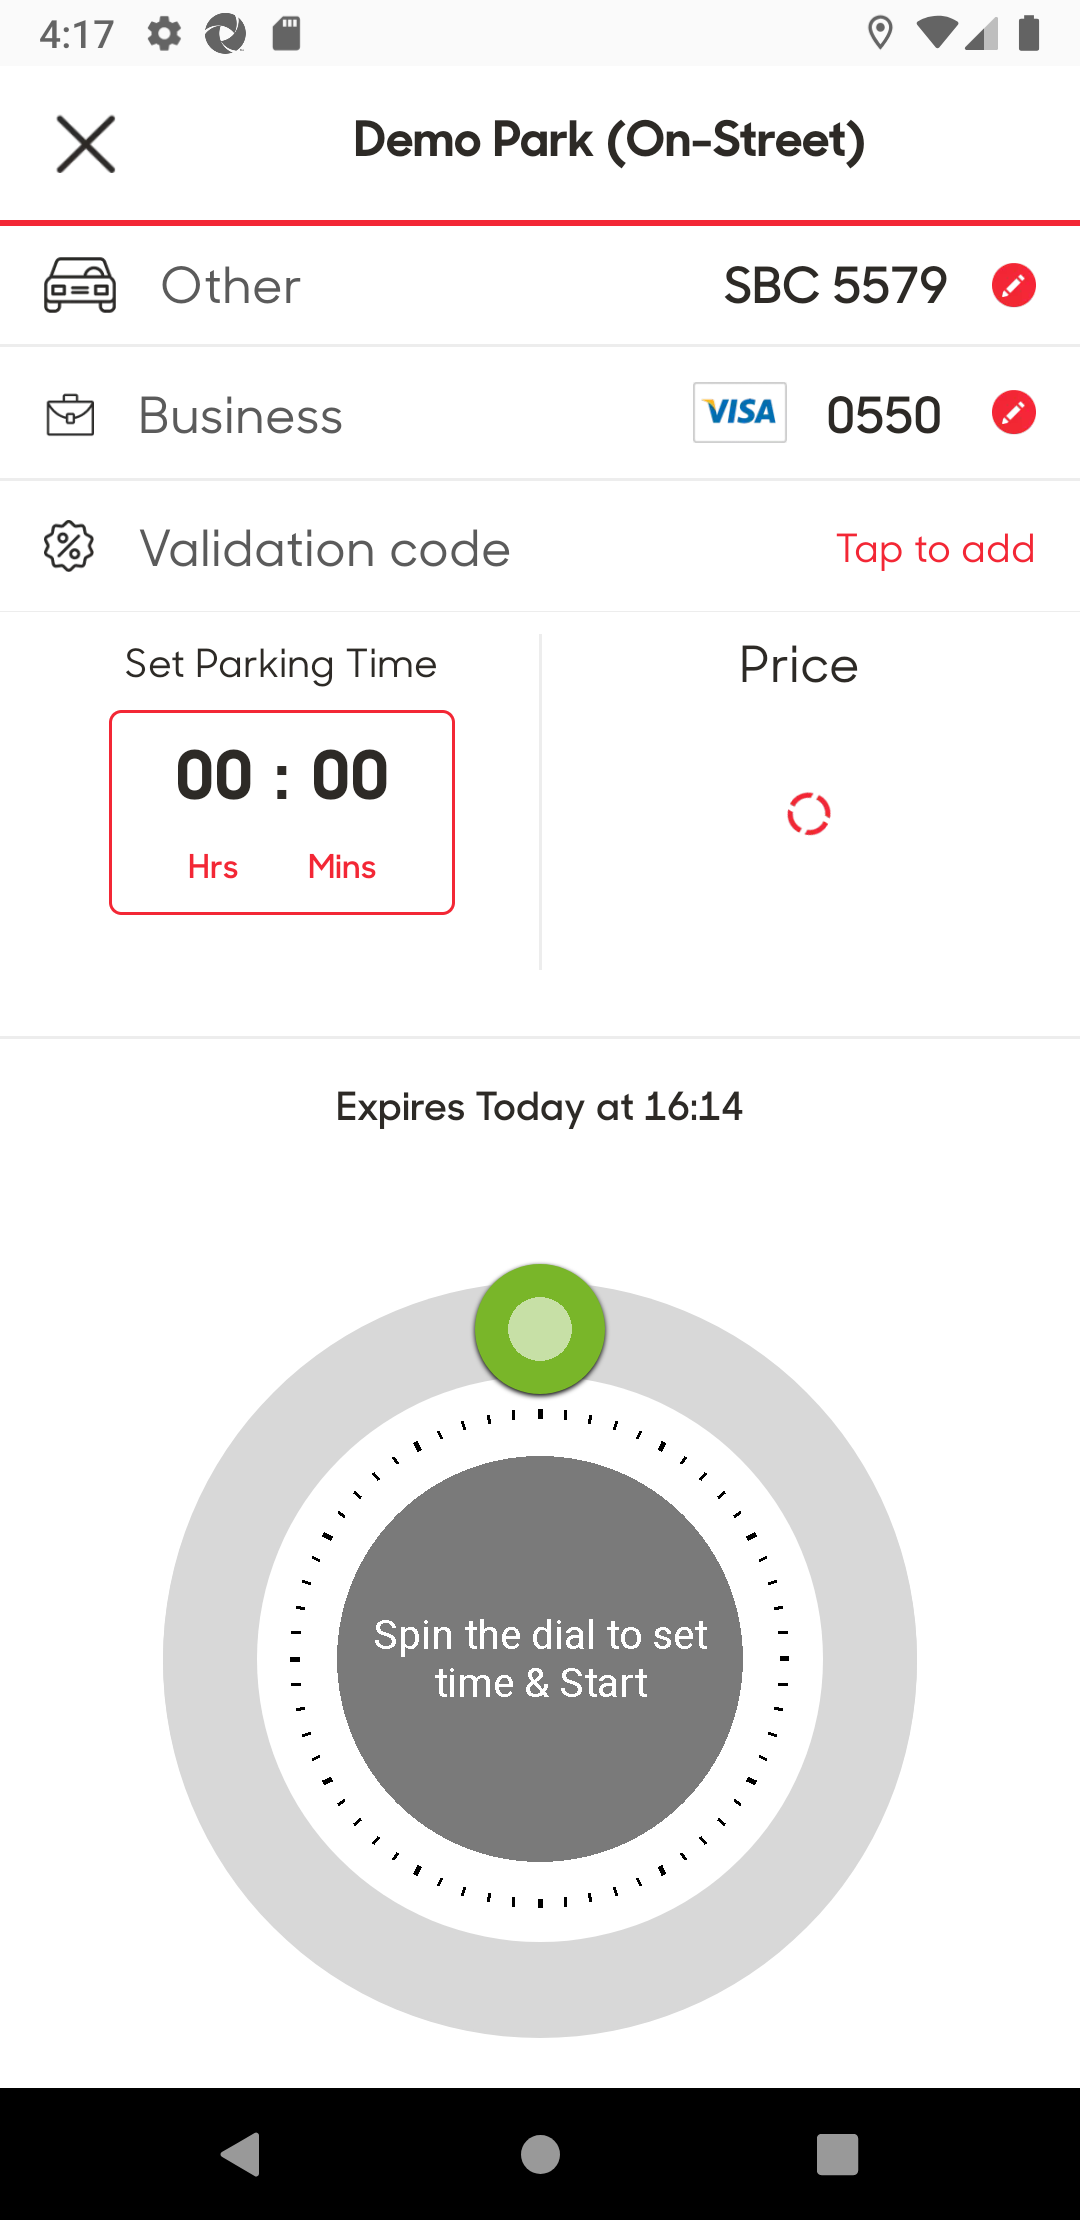 4:17
Demo Park (On-Street)
Other SBC 5579
Business VISA 0550
Validation code Tap to add
Set Parking Time
Price
00 : 00
Hrs Mins
Expires Today at 16:14
Spin the dial to set
time & Start